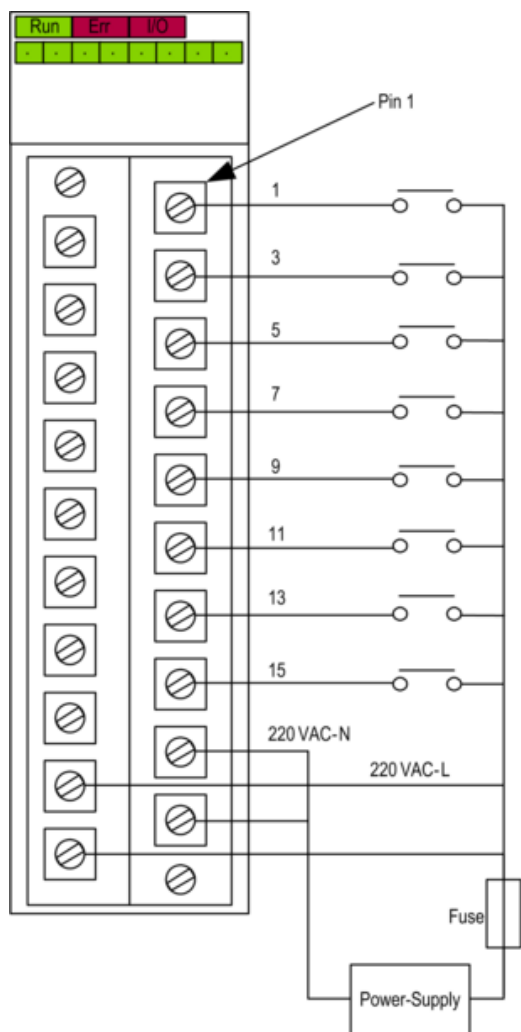 Run Err I/O
Pin 1
1
3
5
7
9
11
13
15
220 VAC-N
220 VAC-L
Fuse
Power-Supply